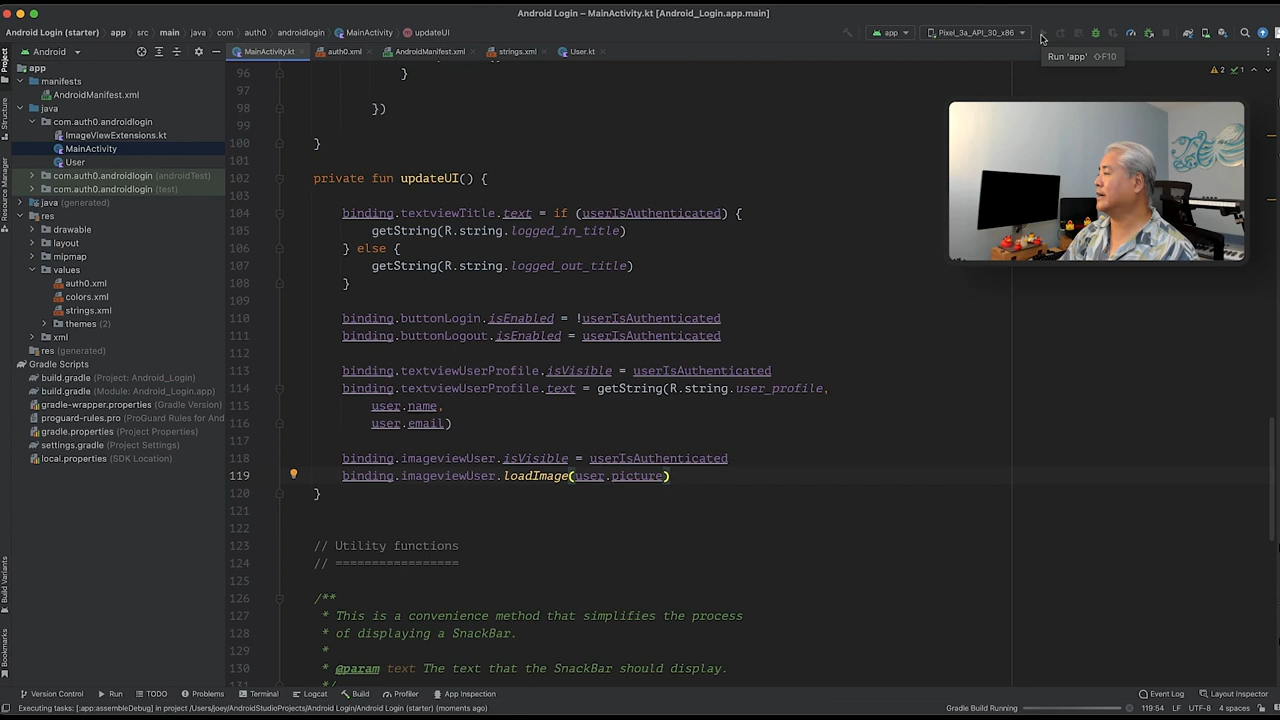 Android Login – MainActivity.kt [Android_Login.app.main]
Android Login (starter) app src main java com auth0 androidlogin MainActivity updateUI
app Pixel_3a_API_30_x86
Run 'app' ⇧F10
Android
MainActivity.kt auth0.xml AndroidManifest.xml strings.xml User.kt
2 1
Project
Structure
Resource Manager
Build Variants
Favorites
Bookmarks
app
manifests
AndroidManifest.xml
java
com.auth0.androidlogin
ImageViewExtensions.kt
MainActivity
User
com.auth0.androidlogin (androidTest)
com.auth0.androidlogin (test)
java (generated)
res
drawable
layout
mipmap
values
auth0.xml
colors.xml
strings.xml
themes (2)
xml
res (generated)
Gradle Scripts
build.gradle (Project: Android_Login)
build.gradle (Module: Android_Login.app)
gradle-wrapper.properties (Gradle Version)
proguard-rules.pro (ProGuard Rules for And
gradle.properties (Project Properties)
settings.gradle (Project Settings)
local.properties (SDK Location)
96 }
97
98 })
99
100 }
101
102 private fun updateUI() {
103
104 binding.textviewTitle.text = if (userIsAuthenticated) {
105 getString(R.string.logged_in_title)
106 } else {
107 getString(R.string.logged_out_title)
108 }
109
110 binding.buttonLogin.isEnabled = !userIsAuthenticated
111 binding.buttonLogout.isEnabled = userIsAuthenticated
112
113 binding.textviewUserProfile.isVisible = userIsAuthenticated
114 binding.textviewUserProfile.text = getString(R.string.user_profile,
115 user.name,
116 user.email)
117
118 binding.imageviewUser.isVisible = userIsAuthenticated
119 binding.imageviewUser.loadImage(user.picture)
120 }
121
122
123 // Utility functions
124 // =================
125
126 /**
127 * This is a convenience method that simplifies the process
128 * of displaying a SnackBar.
129 *
130 * @param text The text that the SnackBar should display.
131 */
Version Control Run TODO Problems Terminal Logcat Build Profiler App Inspection Event Log Layout Inspector
Executing tasks: [:app:assembleDebug] in project /Users/joey/AndroidStudioProjects/Android Login/Android Login (starter) (moments ago) Gradle Build Running 119:54 LF UTF-8 4 spaces